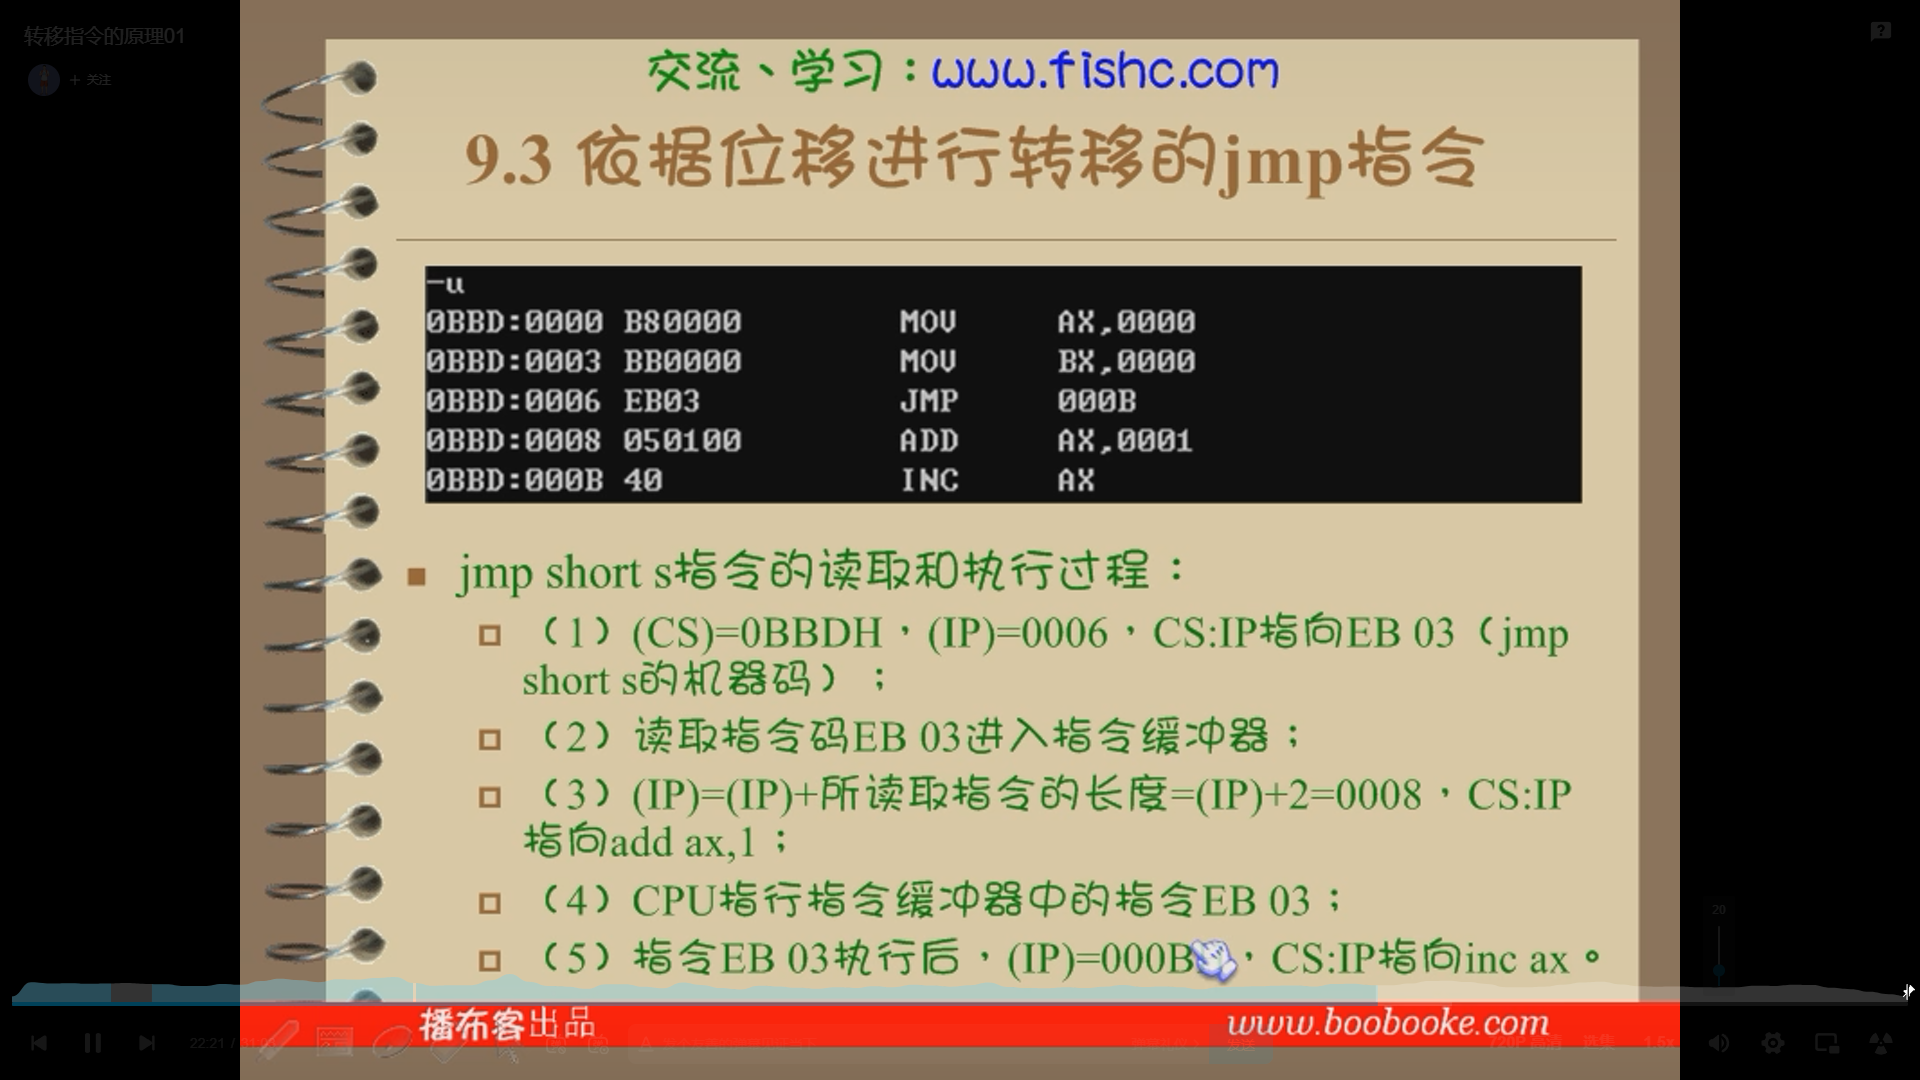 转移指令的原理01
+ 关注
交流、学习：www.fishc.com
9.3 依据位移进行转移的jmp指令
-u
0BBD:0000 B80000 MOV AX,0000
0BBD:0003 BB0000 MOV BX,0000
0BBD:0006 EB03 JMP 000B
0BBD:0008 050100 ADD AX,0001
0BBD:000B 40 INC AX
jmp short s指令的读取和执行过程：
（1）(CS)=0BBDH，(IP)=0006，CS:IP指向EB 03（jmp
short s的机器码）；
（2）读取指令码EB 03进入指令缓冲器；
（3）(IP)=(IP)+所读取指令的长度=(IP)+2=0008，CS:IP
指向add ax,1；
（4）CPU指行指令缓冲器中的指令EB 03；
（5）指令EB 03执行后，(IP)=000B，CS:IP指向inc ax。
20
播布客出品
www.boobooke.com
22:21
720P 高清
选集
1.5x